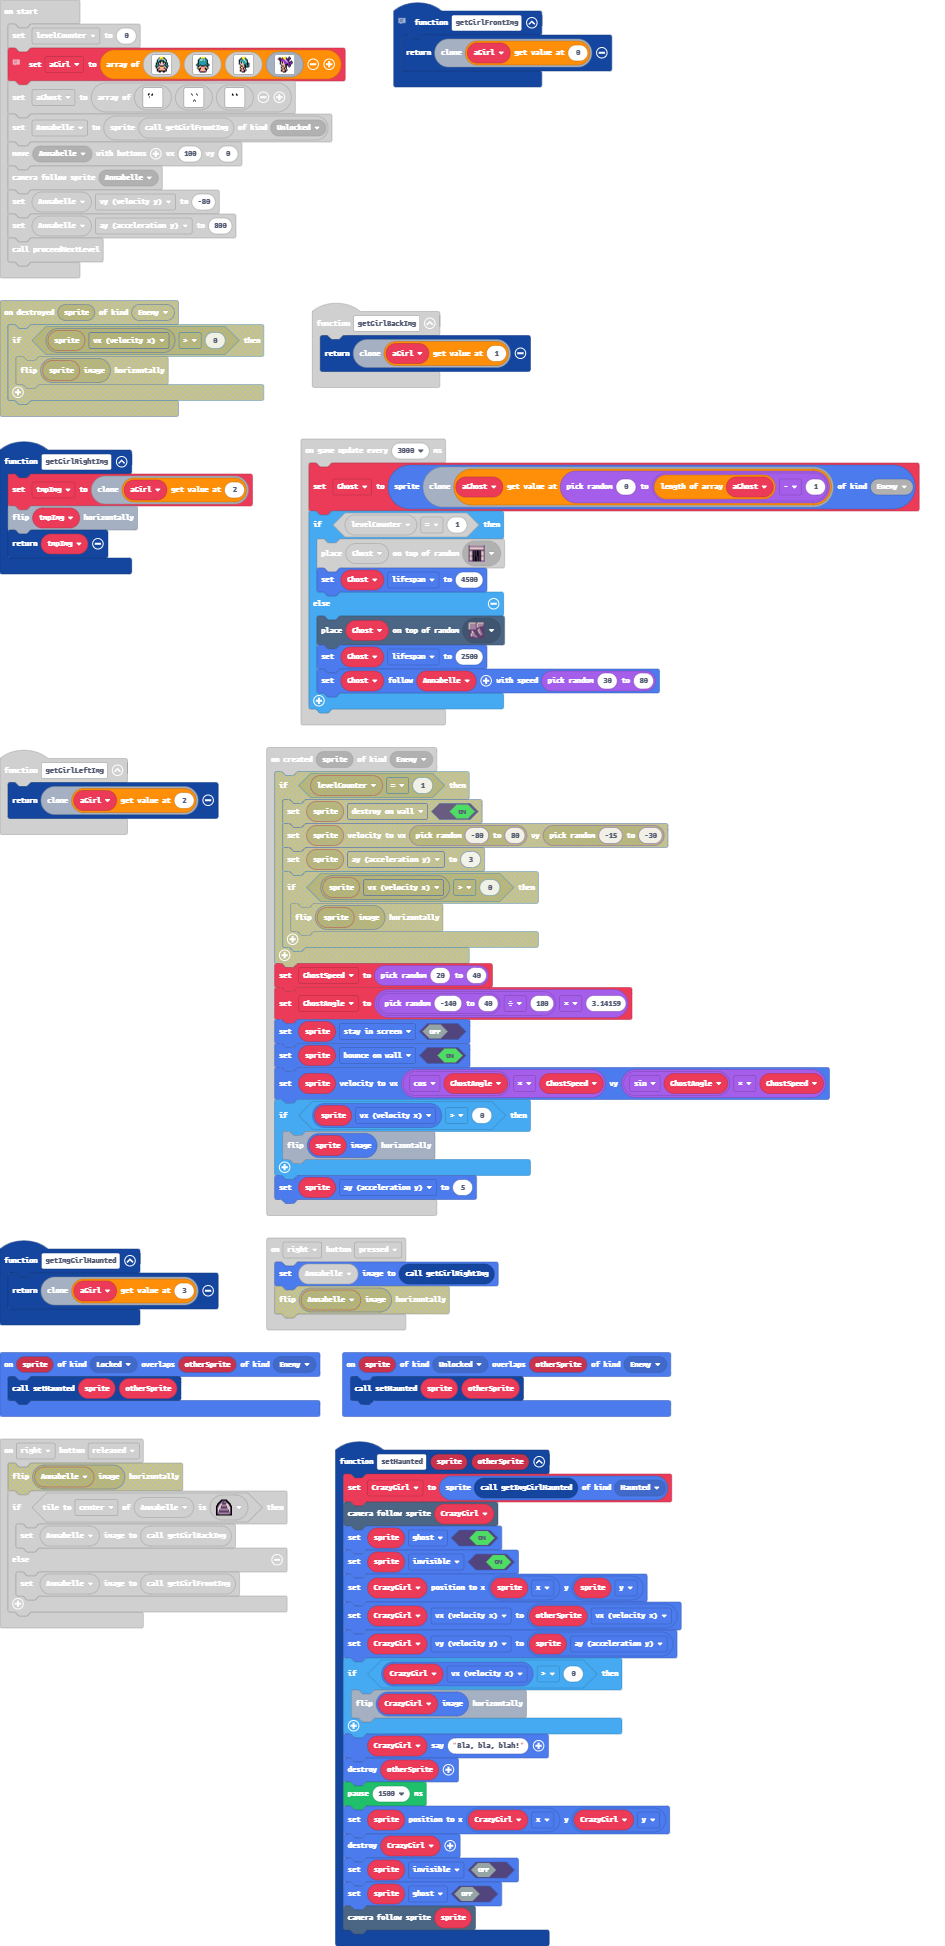 on start
set levelCounter to 0
set aGirl to array of
set aGhost to array of
set Annabelle to sprite call getGirlFrontImg of kind Unlocked
move Annabelle with buttons vx 100 vy 0
camera follow sprite Annabelle
set Annabelle vy (velocity y) to -80
set Annabelle ay (acceleration y) to 800
call proceedNextLevel
function getGirlFrontImg
return clone aGirl get value at 0
on destroyed sprite of kind Enemy
if sprite vx (velocity x) > 0 then
flip sprite image horizontally
function getGirlBackImg
return clone aGirl get value at 1
function getGirlRightImg
set tmpImg to clone aGirl get value at 2
flip tmpImg horizontally
return tmpImg
on game update every 3000 ms
set Ghost to sprite clone aGhost get value at pick random 0 to length of array aGhost - 1 of kind Enemy
if levelCounter = 1 then
place Ghost on top of random
set Ghost lifespan to 4500
else
place Ghost on top of random
set Ghost lifespan to 2500
set Ghost follow Annabelle with speed pick random 30 to 80
function getGirlLeftImg
return clone aGirl get value at 2
on created sprite of kind Enemy
if levelCounter = 1 then
set sprite destroy on wall ON
set sprite velocity to vx pick random -80 to 80 vy pick random -15 to -30
set sprite ay (acceleration y) to 3
if sprite vx (velocity x) > 0 then
flip sprite image horizontally
set GhostSpeed to pick random 20 to 40
set GhostAngle to pick random -140 to 40 ÷ 180 × 3.14159
set sprite stay in screen OFF
set sprite bounce on wall ON
set sprite velocity to vx cos GhostAngle × GhostSpeed vy sin GhostAngle × GhostSpeed
if sprite vx (velocity x) > 0 then
flip sprite image horizontally
set sprite ay (acceleration y) to 5
function getImgGirlHaunted
return clone aGirl get value at 3
on right button pressed
set Annabelle image to call getGirlRightImg
flip Annabelle image horizontally
on sprite of kind Locked overlaps otherSprite of kind Enemy
call setHaunted sprite otherSprite
on sprite of kind Unlocked overlaps otherSprite of kind Enemy
call setHaunted sprite otherSprite
on right button released
flip Annabelle image horizontally
if tile to center of Annabelle is then
set Annabelle image to call getGirlBackImg
else
set Annabelle image to call getGirlFrontImg
function setHaunted sprite otherSprite
set CrazyGirl to sprite call getImgGirlHaunted of kind Haunted
camera follow sprite CrazyGirl
set sprite ghost ON
set sprite invisible ON
set CrazyGirl position to x sprite x y sprite y
set CrazyGirl vx (velocity x) to otherSprite vx (velocity x)
set CrazyGirl vy (velocity y) to sprite ay (acceleration y)
if CrazyGirl vx (velocity x) > 0 then
flip CrazyGirl image horizontally
CrazyGirl say "Bla, bla, blah!"
destroy otherSprite
pause 1500 ms
set sprite position to x CrazyGirl x y CrazyGirl y
destroy CrazyGirl
set sprite invisible OFF
set sprite ghost OFF
camera follow sprite sprite